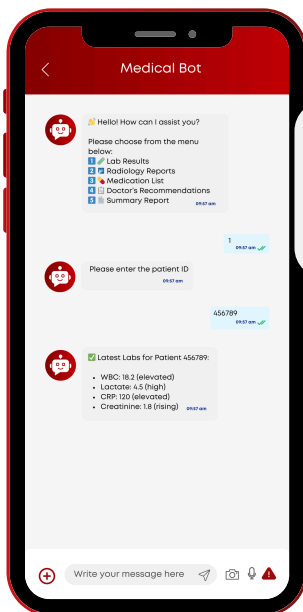 Medical Bot
👋 Hello! How can I assist you?
Please choose from the menu
below:
1️⃣ 🧪 Lab Results
2️⃣ 🩻 Radiology Reports
3️⃣ 💊 Medication List
4️⃣ 📋 Doctor's Recommendations
5️⃣ 📄 Summary Report
09:57 am
1
09:57 am
Please enter the patient ID
09:57 am
456789
09:57 am
✅ Latest Labs for Patient 456789:
• WBC: 18.2 (elevated)
• Lactate: 4.5 (high)
• CRP: 120 (elevated)
• Creatinine: 1.8 (rising) 09:57 am
Write your message here